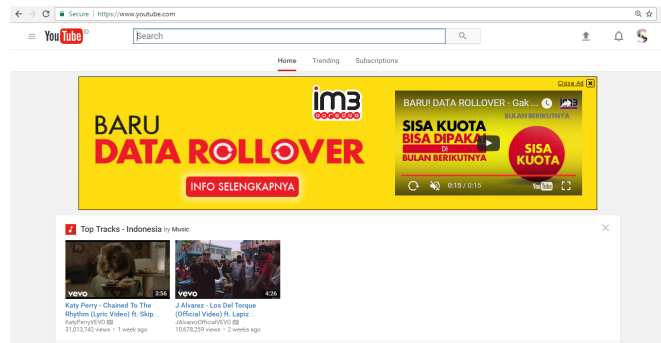 Secure https://www.youtube.com
YouTube ID
Search
Home Trending Subscriptions
Close Ad X
im3
ooredoo
BARU
DATA ROLLOVER
INFO SELENGKAPNYA
BARU! DATA ROLLOVER - Gak ...
im3
BULAN BERIKUTNYA
SISA KUOTA
BISA DIPAKAI
DI
BULAN BERIKUTNYA
SISA
KUOTA
0:15 / 0:15
YouTube
Top Tracks - Indonesia by Music
vevo 3:56
vevo 4:26
Katy Perry - Chained To The
Rhythm (Lyric Video) ft. Skip...
KatyPerryVEVO
31,013,742 views • 1 week ago
J Alvarez - Los Del Torque
(Official Video) ft. Lapiz...
JAlvarezOfficialVEVO
10,678,259 views • 2 weeks ago